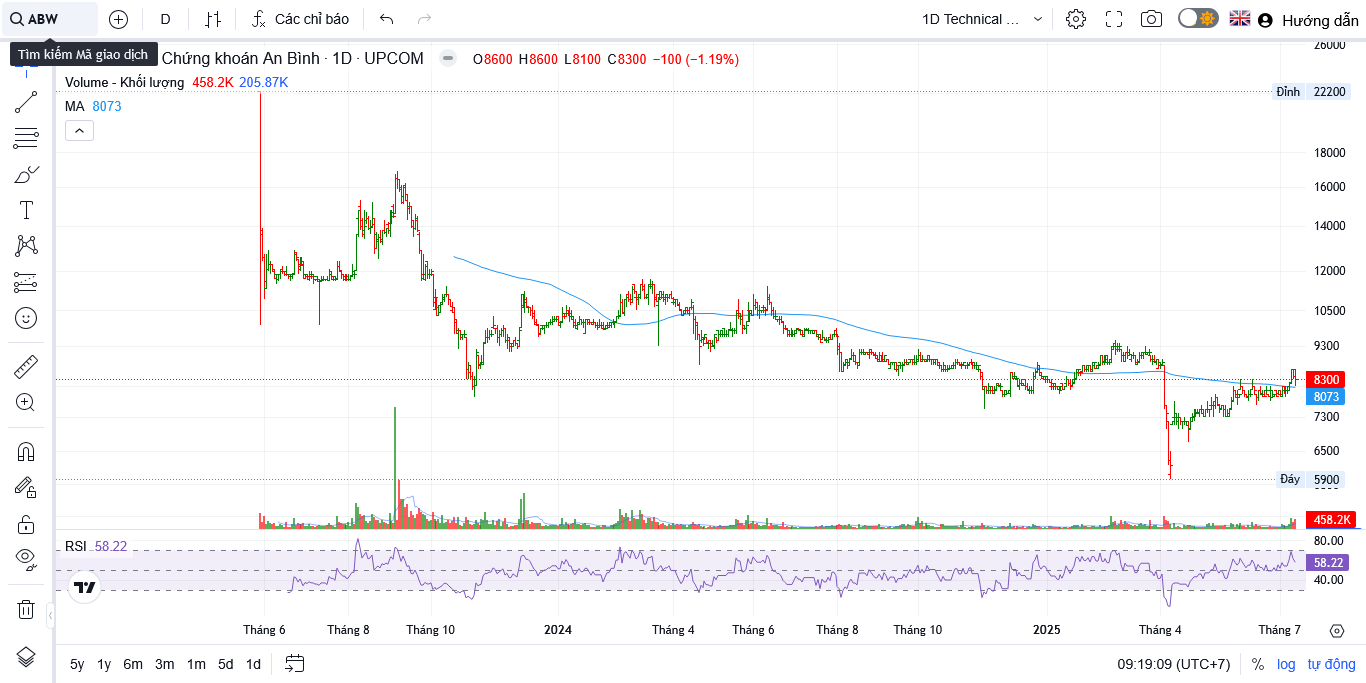 ABW
D
Các chỉ báo
1D Technical ...
Hướng dẫn
Tìm kiếm Mã giao dịch
Chứng khoán An Bình · 1D · UPCOM
O8600 H8600 L8100 C8300 −100 (−1.19%)
Volume - Khối lượng 458.2K 205.87K
MA 8073
26000
Đỉnh 22200
18000
16000
14000
12000
10500
9300
8300
8073
7300
6500
Đáy 5900
458.2K
RSI 58.22
80.00
58.22
40.00
Tháng 6 Tháng 8 Tháng 10 2024 Tháng 4 Tháng 6 Tháng 8 Tháng 10 2025 Tháng 4 Tháng 7
5y 1y 6m 3m 1m 5d 1d
09:19:09 (UTC+7) % log tự động